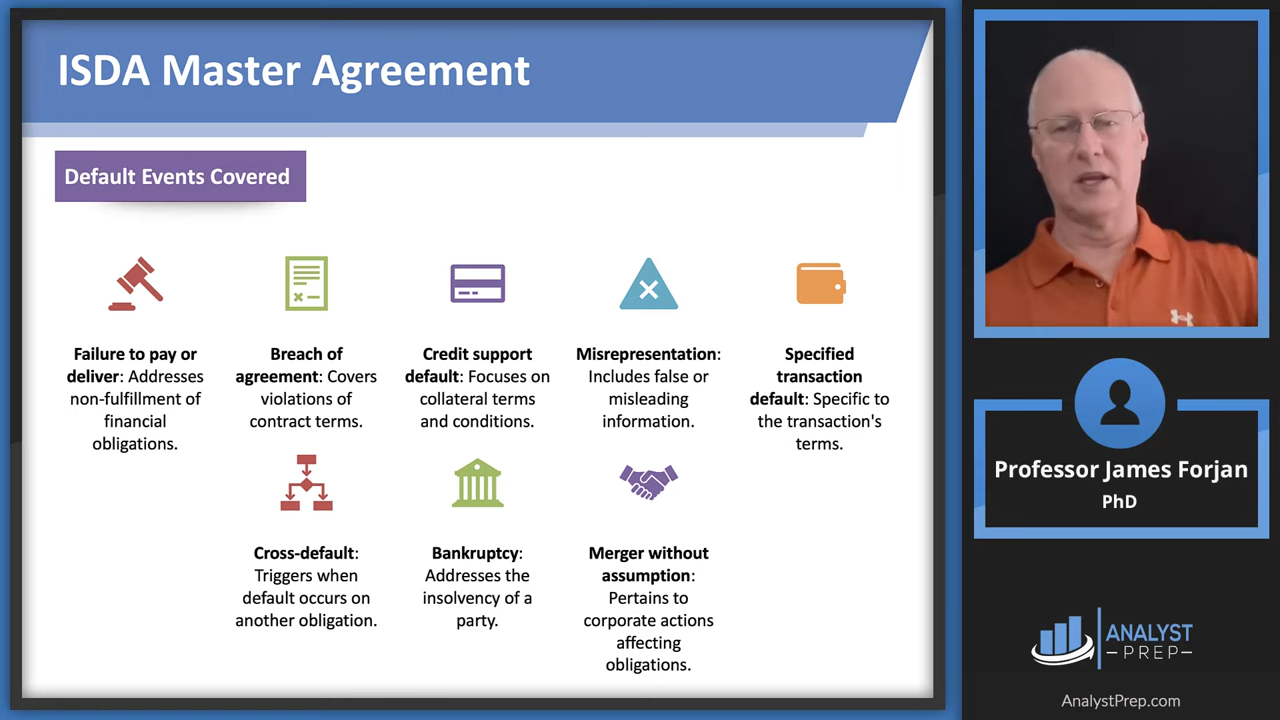 ISDA Master Agreement
Default Events Covered
Failure to pay or
deliver: Addresses
non-fulfillment of
financial
obligations.
Breach of
agreement: Covers
violations of
contract terms.
Credit support
default: Focuses on
collateral terms
and conditions.
Misrepresentation:
Includes false or
misleading
information.
Specified
transaction
default: Specific to
the transaction's
terms.
Cross-default:
Triggers when
default occurs on
another obligation.
Bankruptcy:
Addresses the
insolvency of a
party.
Merger without
assumption:
Pertains to
corporate actions
affecting
obligations.
Professor James Forjan
PhD
ANALYST
PREP
AnalystPrep.com